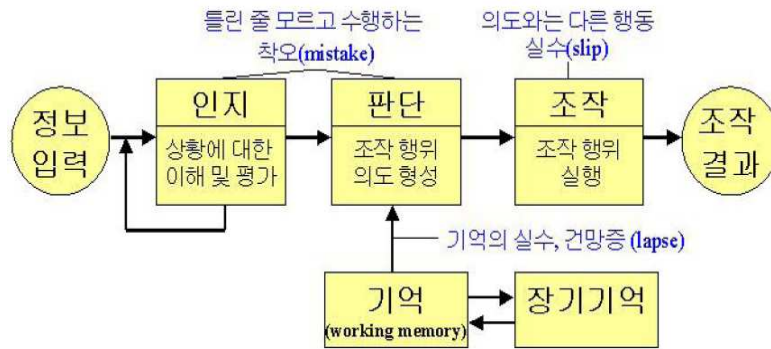 틀린 줄 모르고 수행하는
착오(mistake)
의도와는 다른 행동
실수(slip)
정보
입력
인지
상황에 대한
이해 및 평가
판단
조작 행위
의도 형성
조작
조작 행위
실행
조작
결과
기억의 실수, 건망증 (lapse)
기억
(working memory)
장기기억